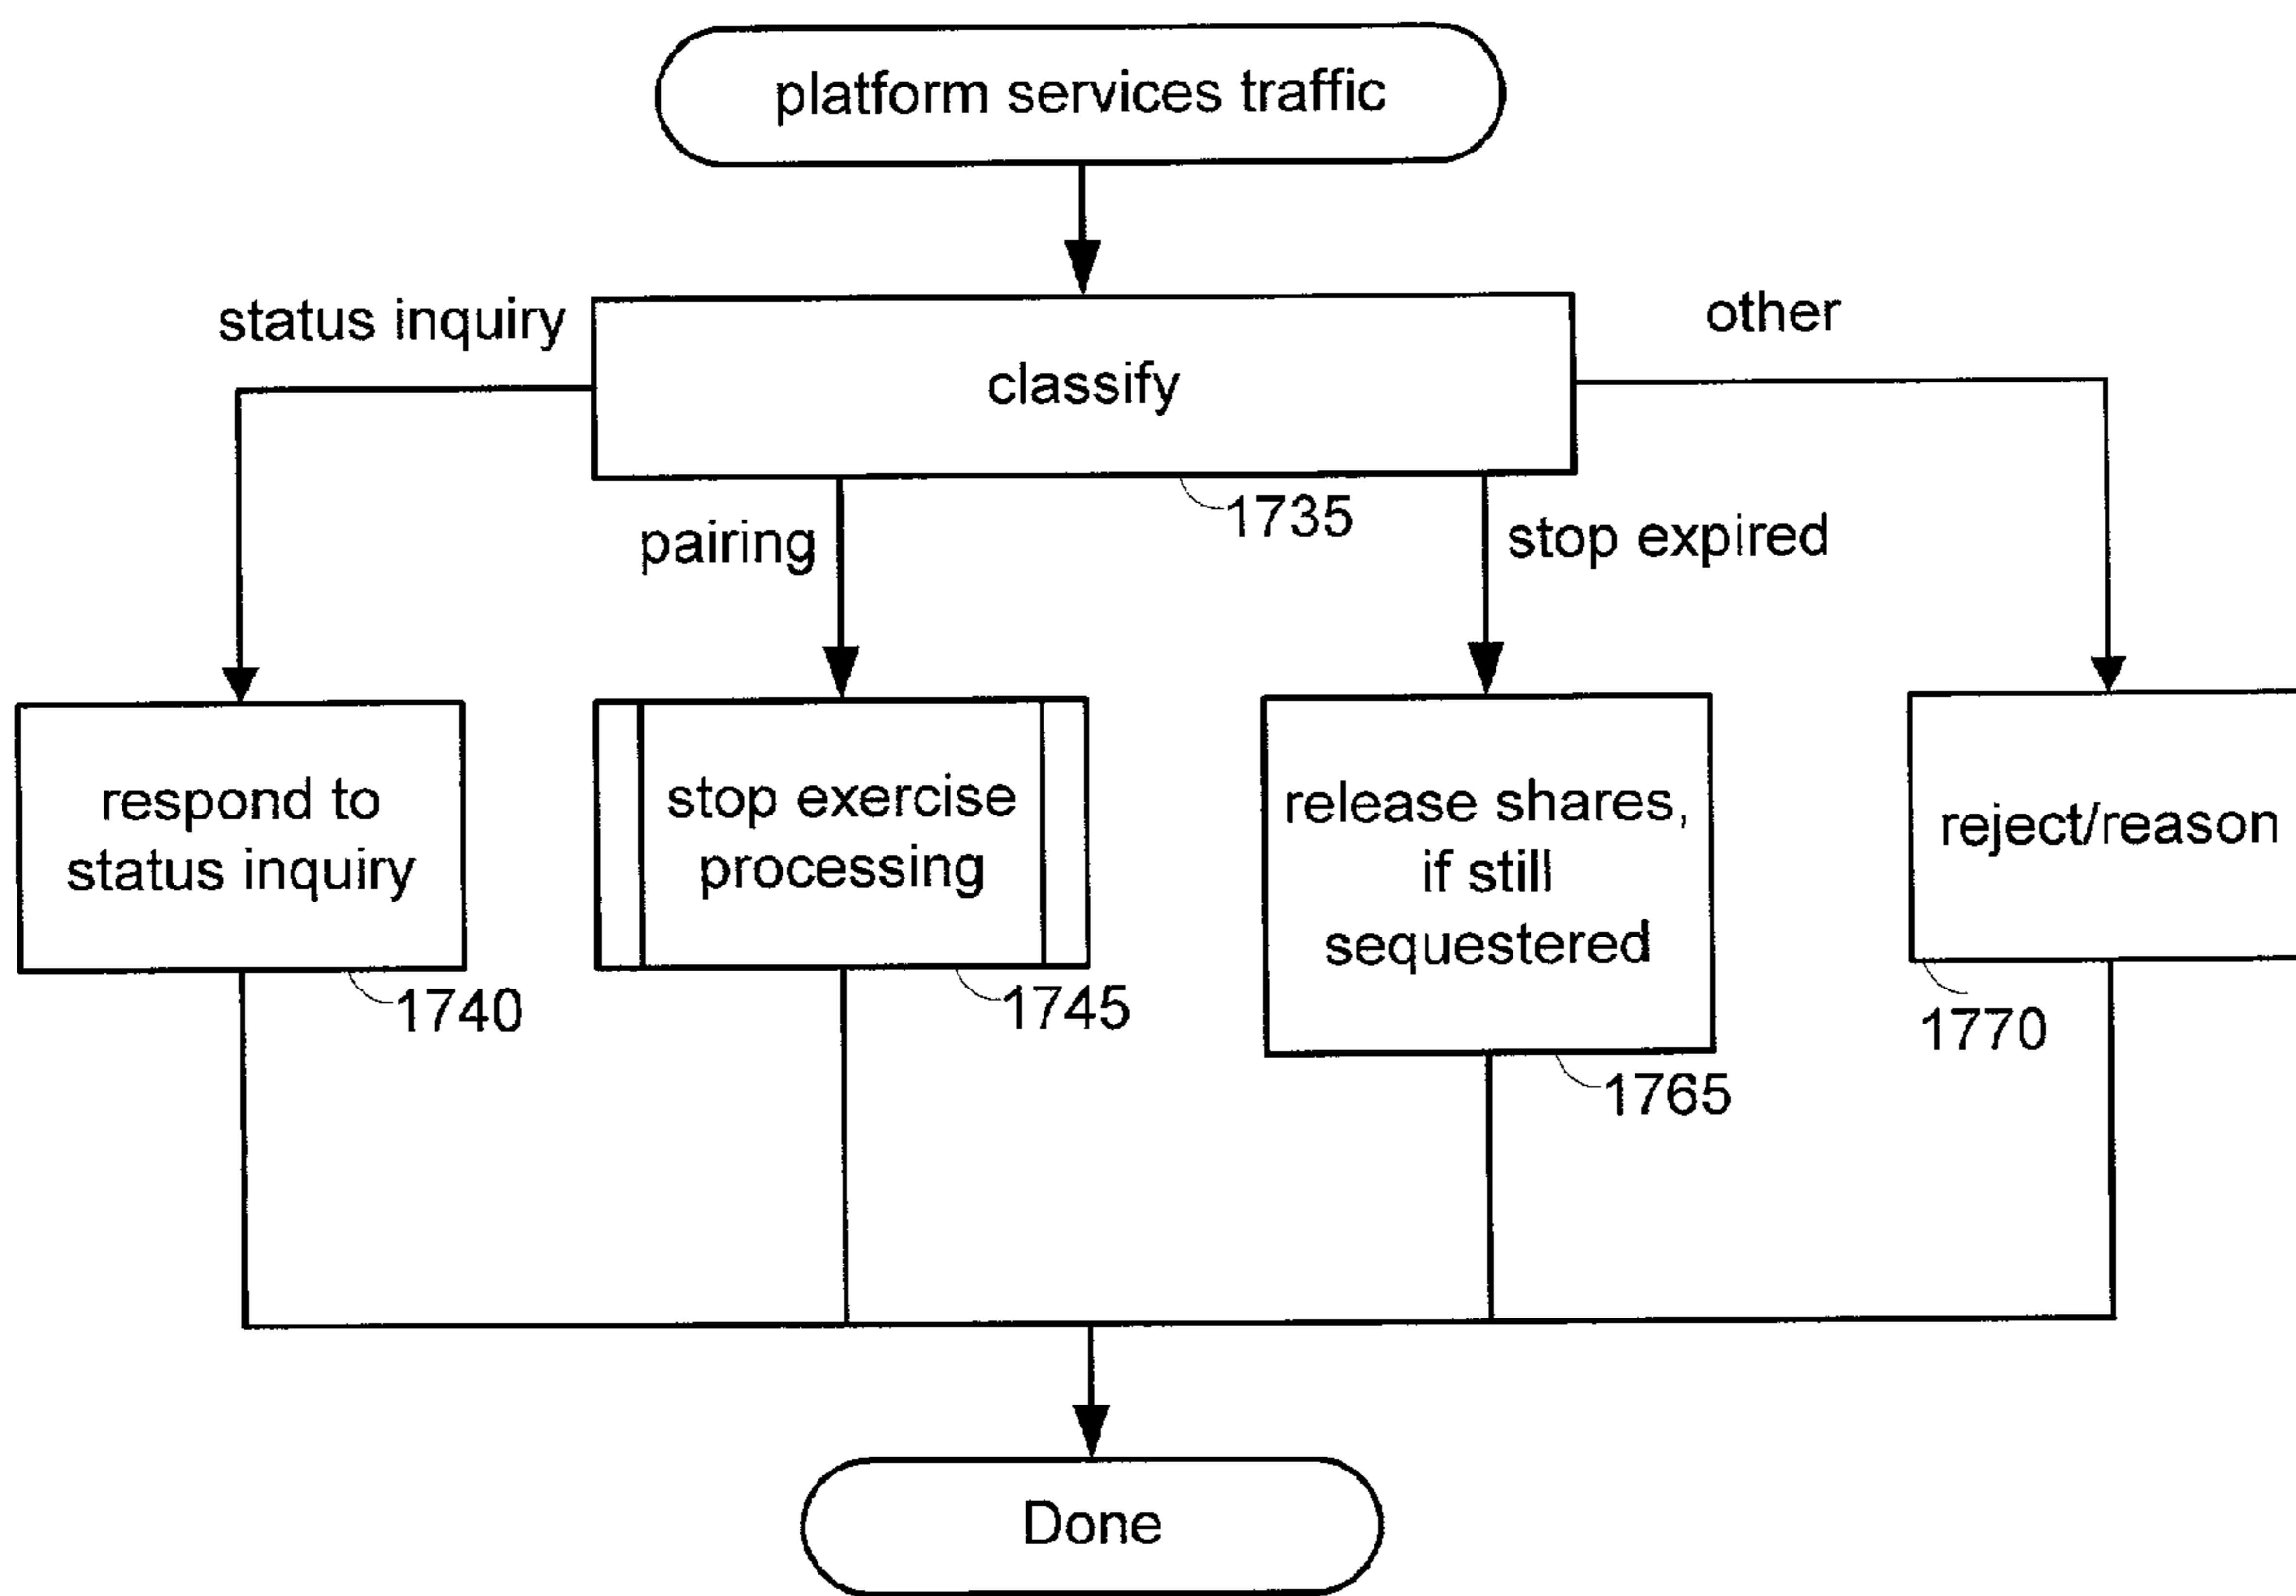 platform services traffic
status inquiry
other
classify
1735
pairing
stop expired
respond to
status inquiry
1740
stop exercise
processing
1745
release shares,
if still
sequestered
1765
reject/reason
1770
Done